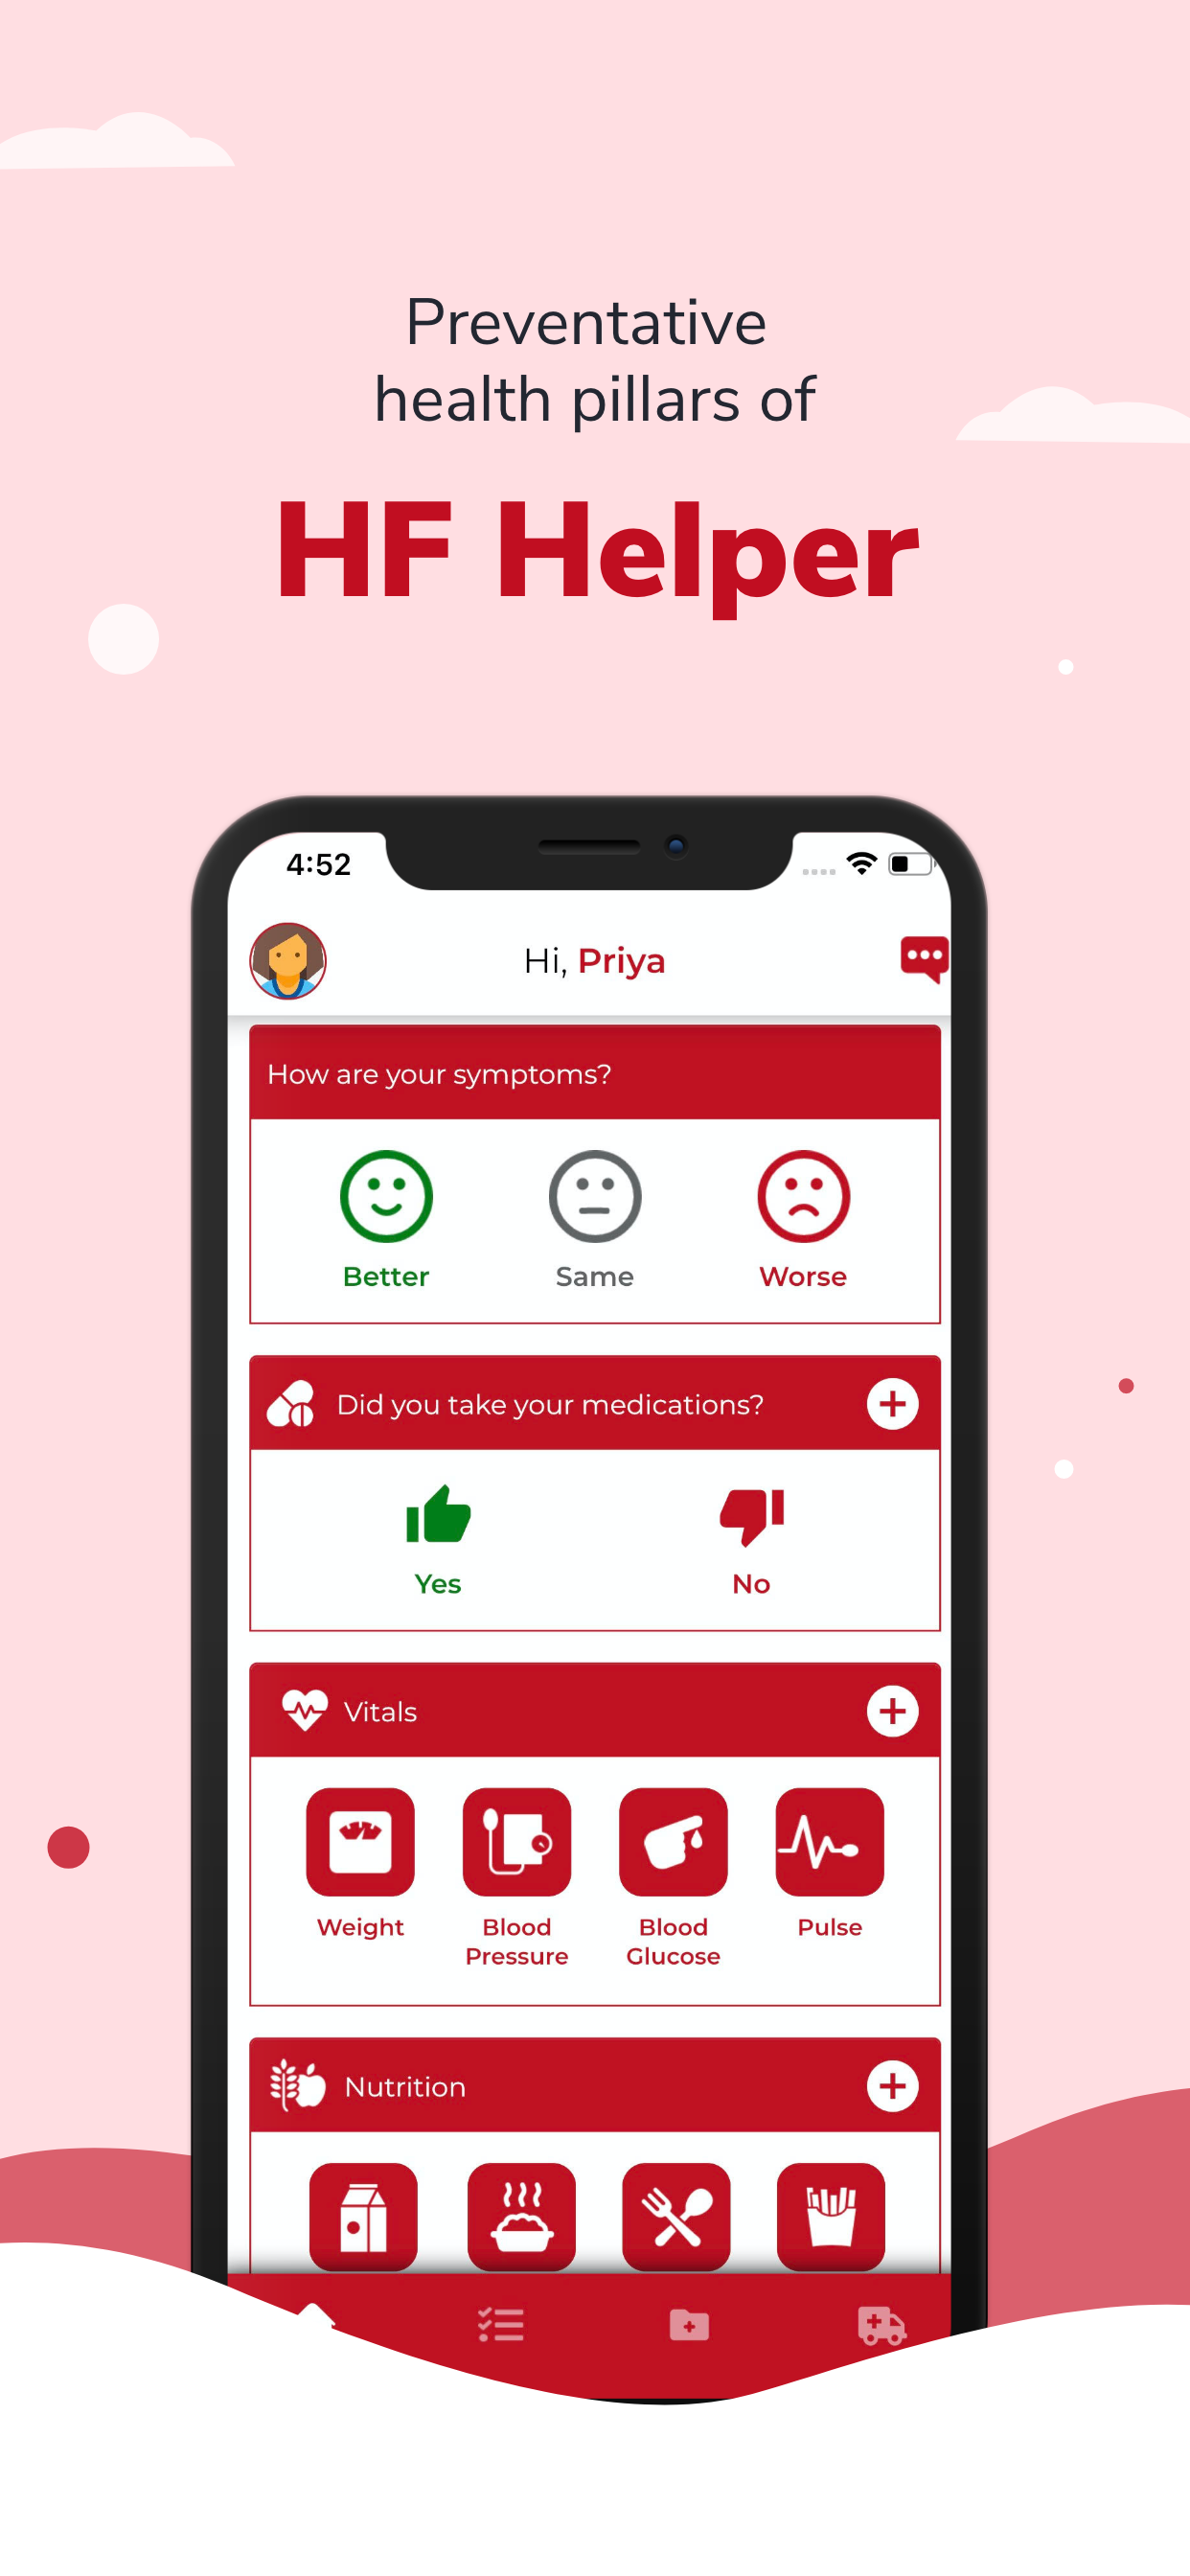 Preventative
health pillars of
HF Helper
4:52
Hi, Priya
How are your symptoms?
Better Same Worse
Did you take your medications?
Yes No
Vitals
Weight Blood Pressure Blood Glucose Pulse
Nutrition